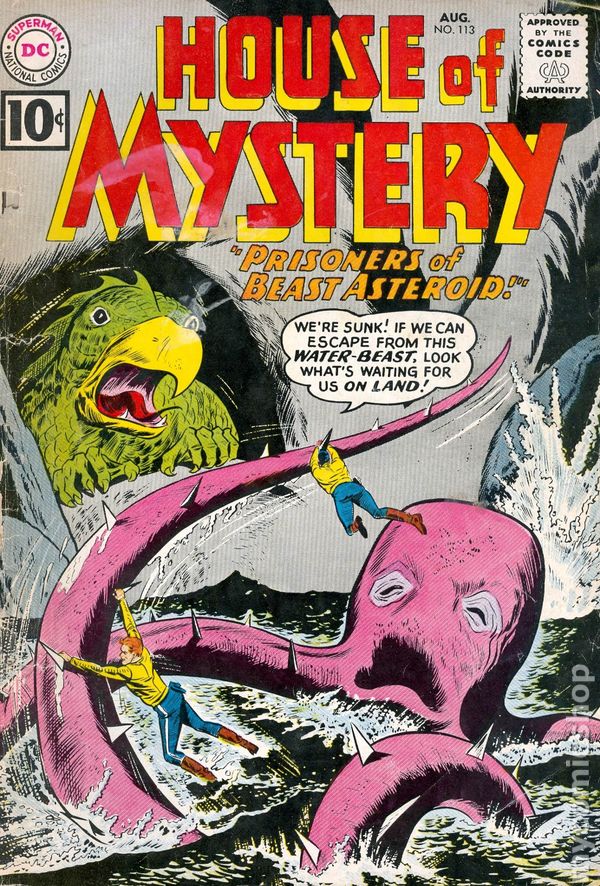 SUPERMAN
DC
NATIONAL COMICS
10¢
AUG.
NO. 113
APPROVED
BY THE
COMICS
CODE
CA
AUTHORITY
HOUSE of
MYSTERY
"PRISONERS of
BEAST ASTEROID!"
WE'RE SUNK! IF WE CAN
ESCAPE FROM THIS
WATER-BEAST, LOOK
WHAT'S WAITING FOR
US ON LAND!
mycomicshop